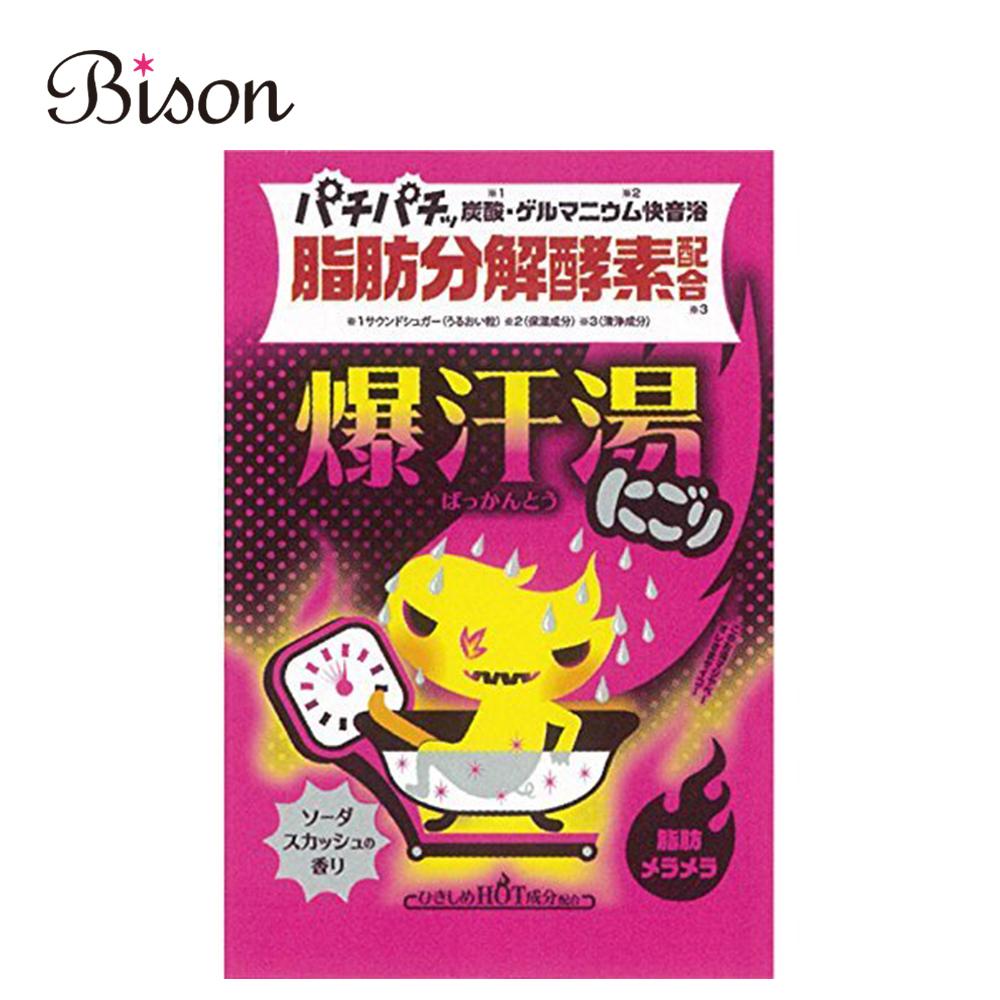 Bison
パチパチッ
※1 ※2
炭酸・ゲルマニウム快音浴
脂肪分解酵素配合
※3
※1サウンドシュガー(うるおい粒) ※2(保湿成分) ※3(清浄成分)
爆汗湯
ばっかんとう
にごり
ソーダ
スカッシュの
香り
脂肪
メラメラ
ひきしめHOT成分配合